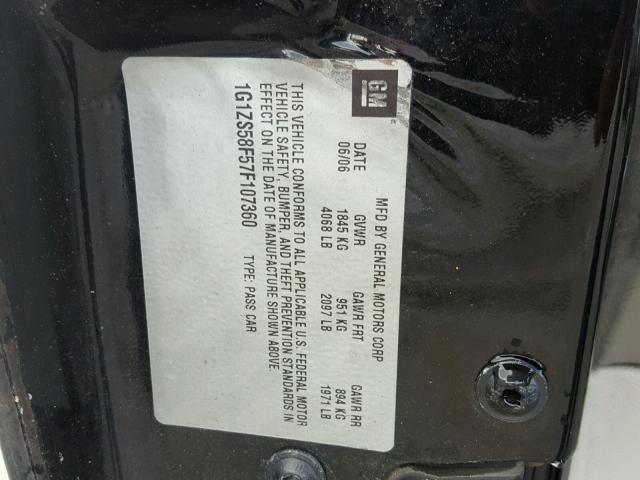 GM
MFD BY GENERAL MOTORS CORP
DATE GVWR GAWR FRT GAWR RR
06/06 1845 KG 951 KG 894 KG
4068 LB 2097 LB 1971 LB
THIS VEHICLE CONFORMS TO ALL APPLICABLE U.S. FEDERAL MOTOR
VEHICLE SAFETY, BUMPER, AND THEFT PREVENTION STANDARDS IN
EFFECT ON THE DATE OF MANUFACTURE SHOWN ABOVE.
1G1ZS58F57F107360 TYPE: PASS CAR